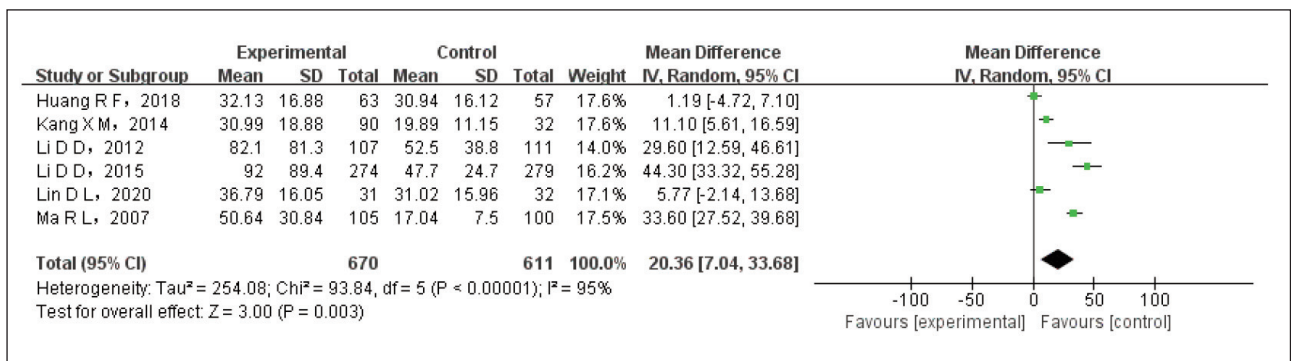 Experimental Control Mean Difference Mean Difference
Study or Subgroup Mean SD Total Mean SD Total Weight IV, Random, 95% CI IV, Random, 95% CI
Huang R F，2018 32.13 16.88 63 30.94 16.12 57 17.6% 1.19 [-4.72, 7.10]
Kang X M，2014 30.99 18.88 90 19.89 11.15 32 17.6% 11.10 [5.61, 16.59]
Li D D，2012 82.1 81.3 107 52.5 38.8 111 14.0% 29.60 [12.59, 46.61]
Li D D，2015 92 89.4 274 47.7 24.7 279 16.2% 44.30 [33.32, 55.28]
Lin D L，2020 36.79 16.05 31 31.02 15.96 32 17.1% 5.77 [-2.14, 13.68]
Ma R L，2007 50.64 30.84 105 17.04 7.5 100 17.5% 33.60 [27.52, 39.68]
Total (95% CI) 670 611 100.0% 20.36 [7.04, 33.68]
Heterogeneity: Tau² = 254.08; Chi² = 93.84, df = 5 (P < 0.00001); I² = 95%
Test for overall effect: Z = 3.00 (P = 0.003)
-100 -50 0 50 100
Favours [experimental] Favours [control]